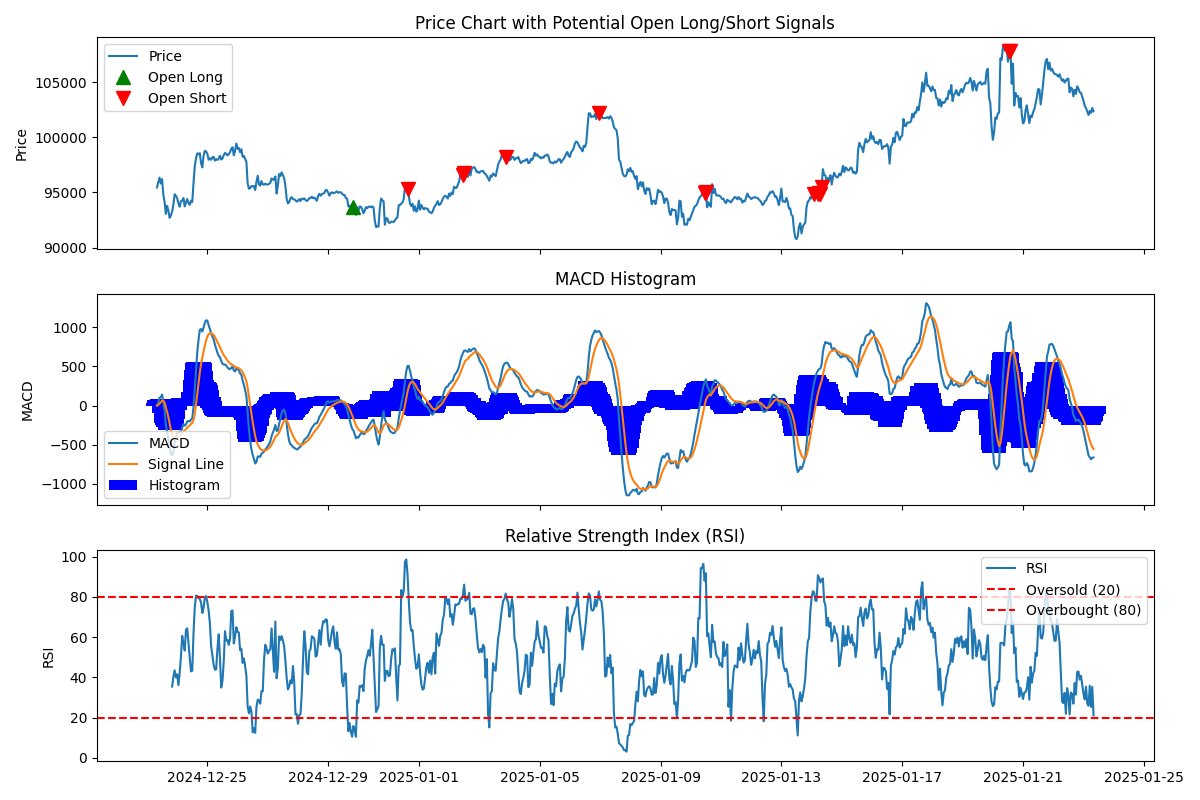 Price Chart with Potential Open Long/Short Signals
Price
Open Long
Open Short
Price
105000
100000
95000
90000
MACD Histogram
MACD
1000
500
0
−500
−1000
MACD
Signal Line
Histogram
Relative Strength Index (RSI)
RSI
100
80
60
40
20
0
RSI
Oversold (20)
Overbought (80)
2024-12-25
2024-12-29
2025-01-01
2025-01-05
2025-01-09
2025-01-13
2025-01-17
2025-01-21
2025-01-25